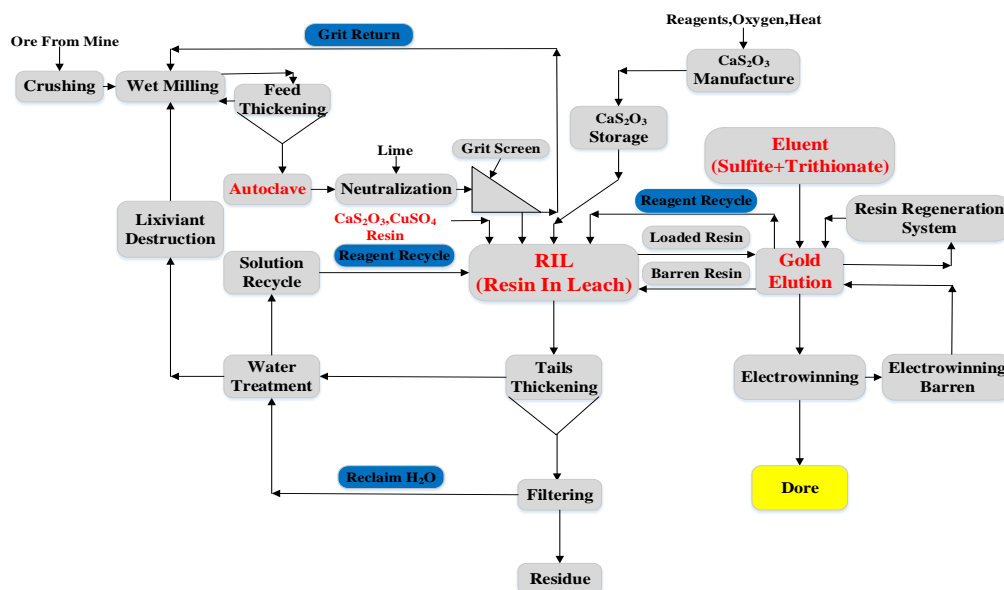 Grit Return
Reagents,Oxygen,Heat
Ore From Mine
Crushing
Wet Milling
Feed
Thickening
CaS₂O₃
Manufacture
CaS₂O₃
Storage
Eluent
(Sulfite+Trithionate)
Lime
Grit Screen
Autoclave
Neutralization
Reagent Recycle
Resin Regeneration
System
Lixiviant
Destruction
CaS₂O₃,CuSO₄
Resin
Loaded Resin
Solution
Recycle
Reagent Recycle
RIL
(Resin In Leach)
Barren Resin
Gold
Elution
Water
Treatment
Tails
Thickening
Electrowinning
Electrowinning
Barren
Reclaim H₂O
Filtering
Dore
Residue